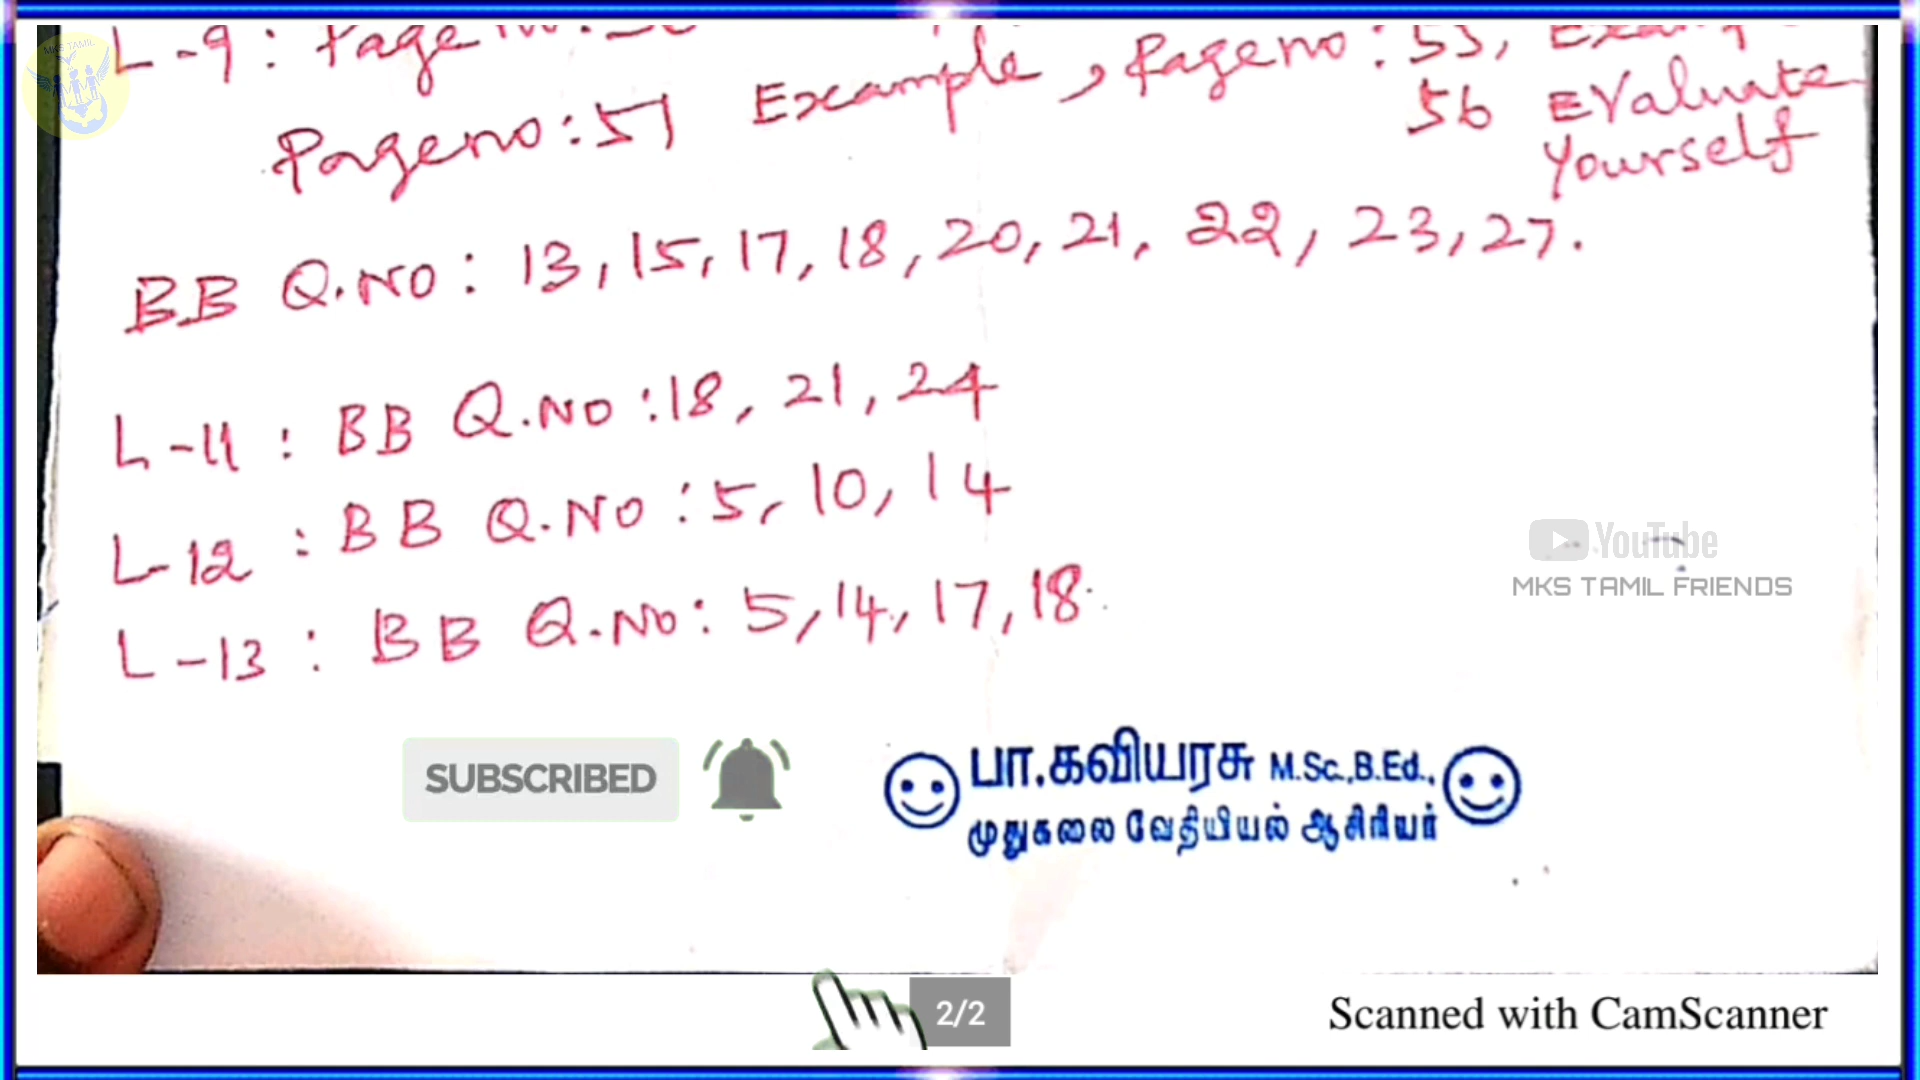 MKS TAMIL
L-9: Page
Pageno:51 Example, Pageno: 53,
56 Evaluate
Yourself
BB Q.NO: 13, 15, 17, 18, 20, 21, 22, 23, 27.
L-11: BB Q.NO:18, 21, 24
L-12: BB Q.NO:5, 10, 14
YouTube
MKS TAMIL FRIENDS
L-13: BB Q.No: 5, 14, 17, 18.
SUBSCRIBED
பா.கவியரசு M.Sc.,B.Ed.,
முதுகலை வேதியியல் ஆசிரியர்
2/2
Scanned with CamScanner